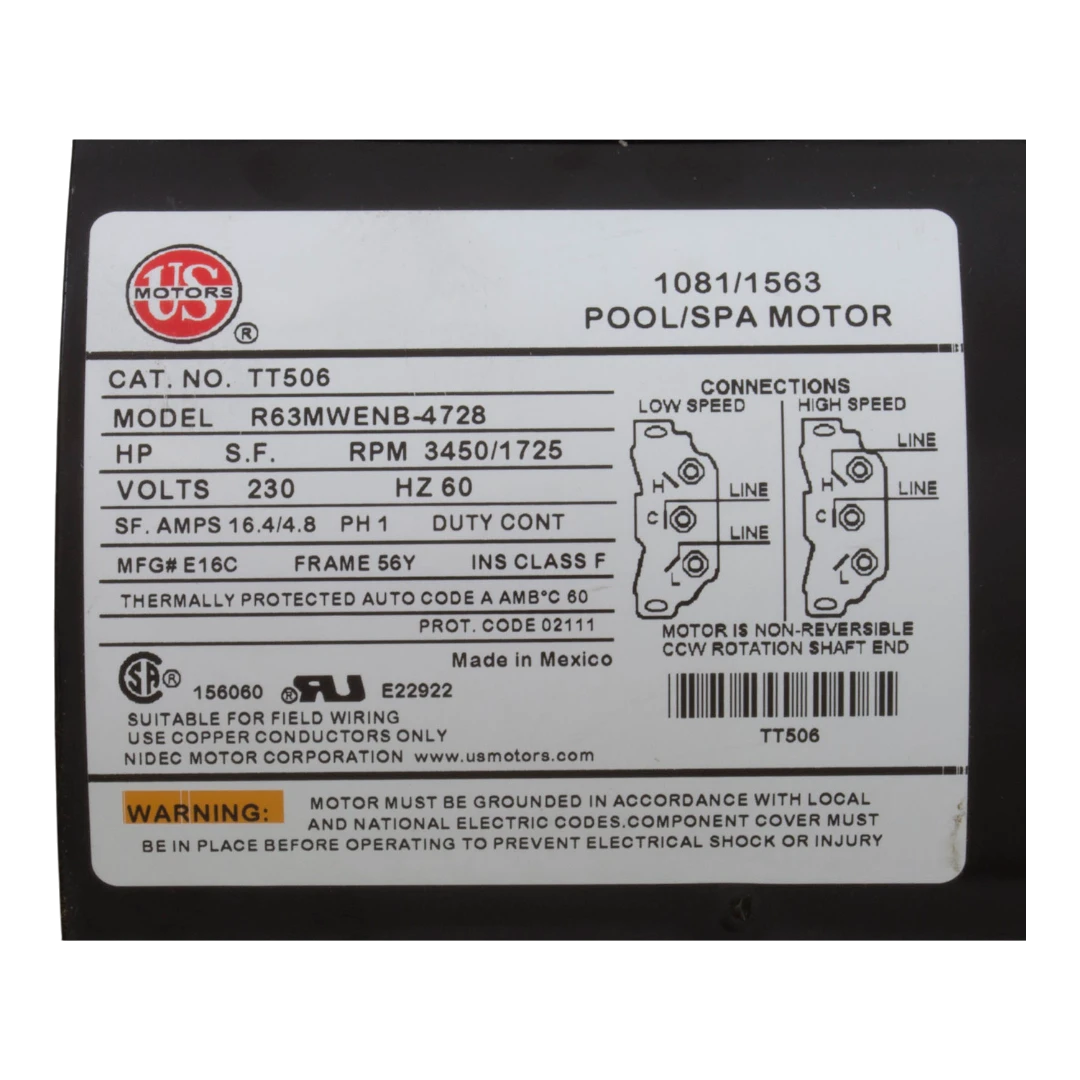 US
MOTORS
®
1081/1563
POOL/SPA MOTOR
CAT. NO. TT506
MODEL R63MWENB-4728
HP S.F. RPM 3450/1725
VOLTS 230 HZ 60
SF. AMPS 16.4/4.8 PH 1 DUTY CONT
MFG# E16C FRAME 56Y INS CLASS F
THERMALLY PROTECTED AUTO CODE A AMB°C 60
PROT. CODE 02111
Made in Mexico
SA ® 156060 ® RU E22922
SUITABLE FOR FIELD WIRING
USE COPPER CONDUCTORS ONLY
NIDEC MOTOR CORPORATION www.usmotors.com
CONNECTIONS
LOW SPEED HIGH SPEED
H
C LINE
L LINE
H LINE
C LINE
L
MOTOR IS NON-REVERSIBLE
CCW ROTATION SHAFT END
TT506
WARNING: MOTOR MUST BE GROUNDED IN ACCORDANCE WITH LOCAL
AND NATIONAL ELECTRIC CODES.COMPONENT COVER MUST
BE IN PLACE BEFORE OPERATING TO PREVENT ELECTRICAL SHOCK OR INJURY